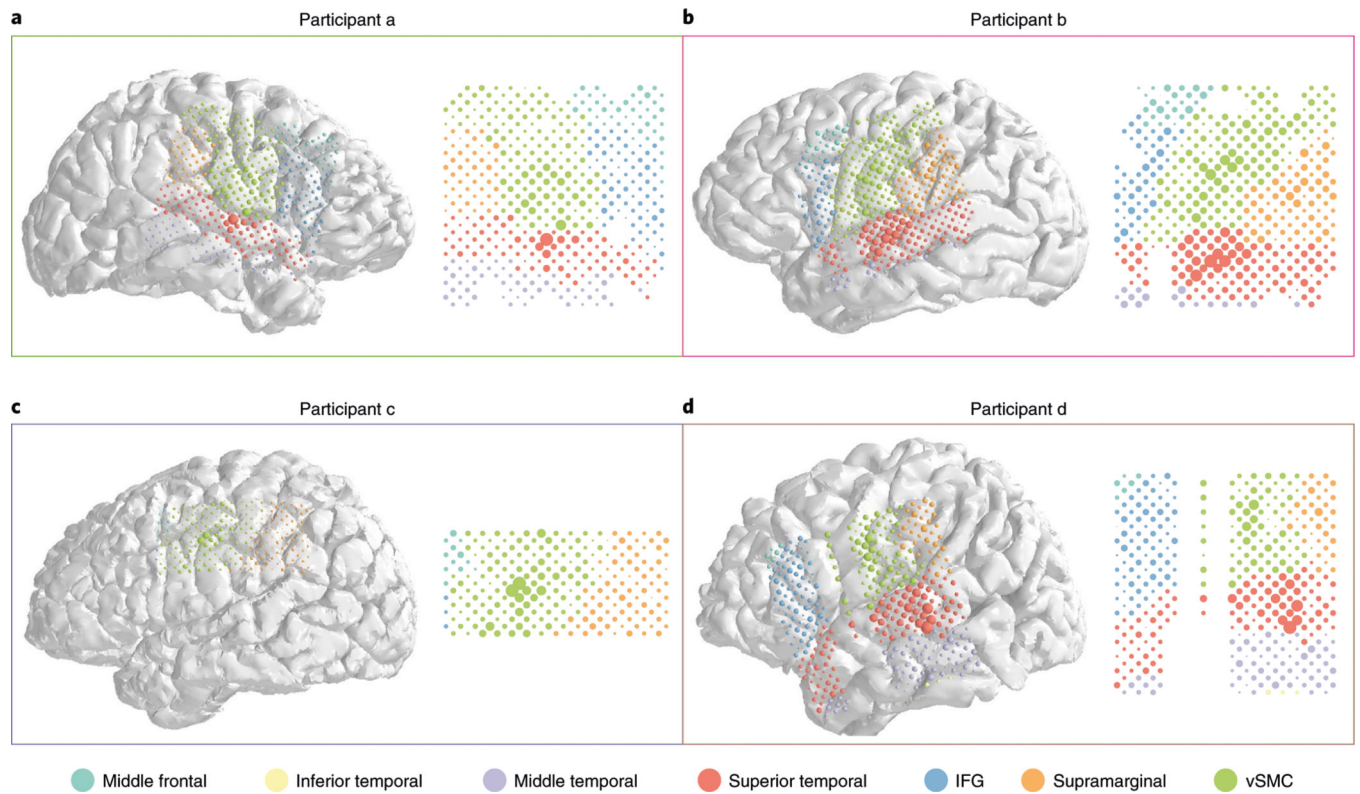 a Participant a
b Participant b
c Participant c
d Participant d
Middle frontal Inferior temporal Middle temporal Superior temporal IFG Supramarginal vSMC